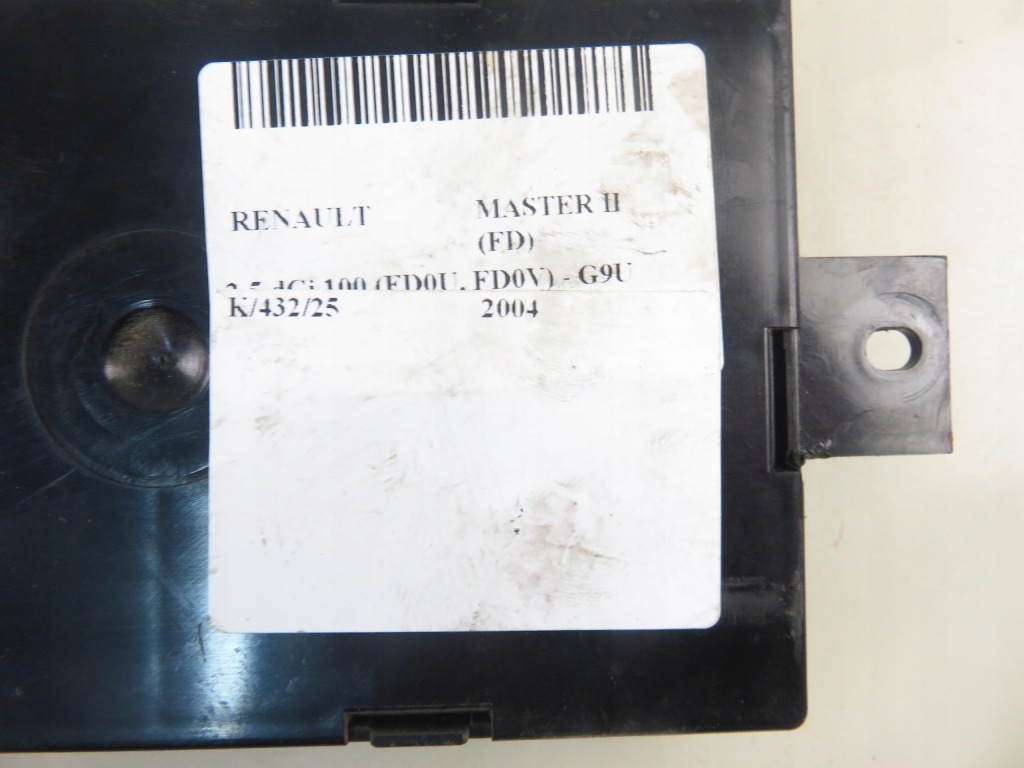 RENAULT MASTER II
(FD)
2.5 dCi 100 (FD0U, FD0V) - G9U
K/432/25 2004